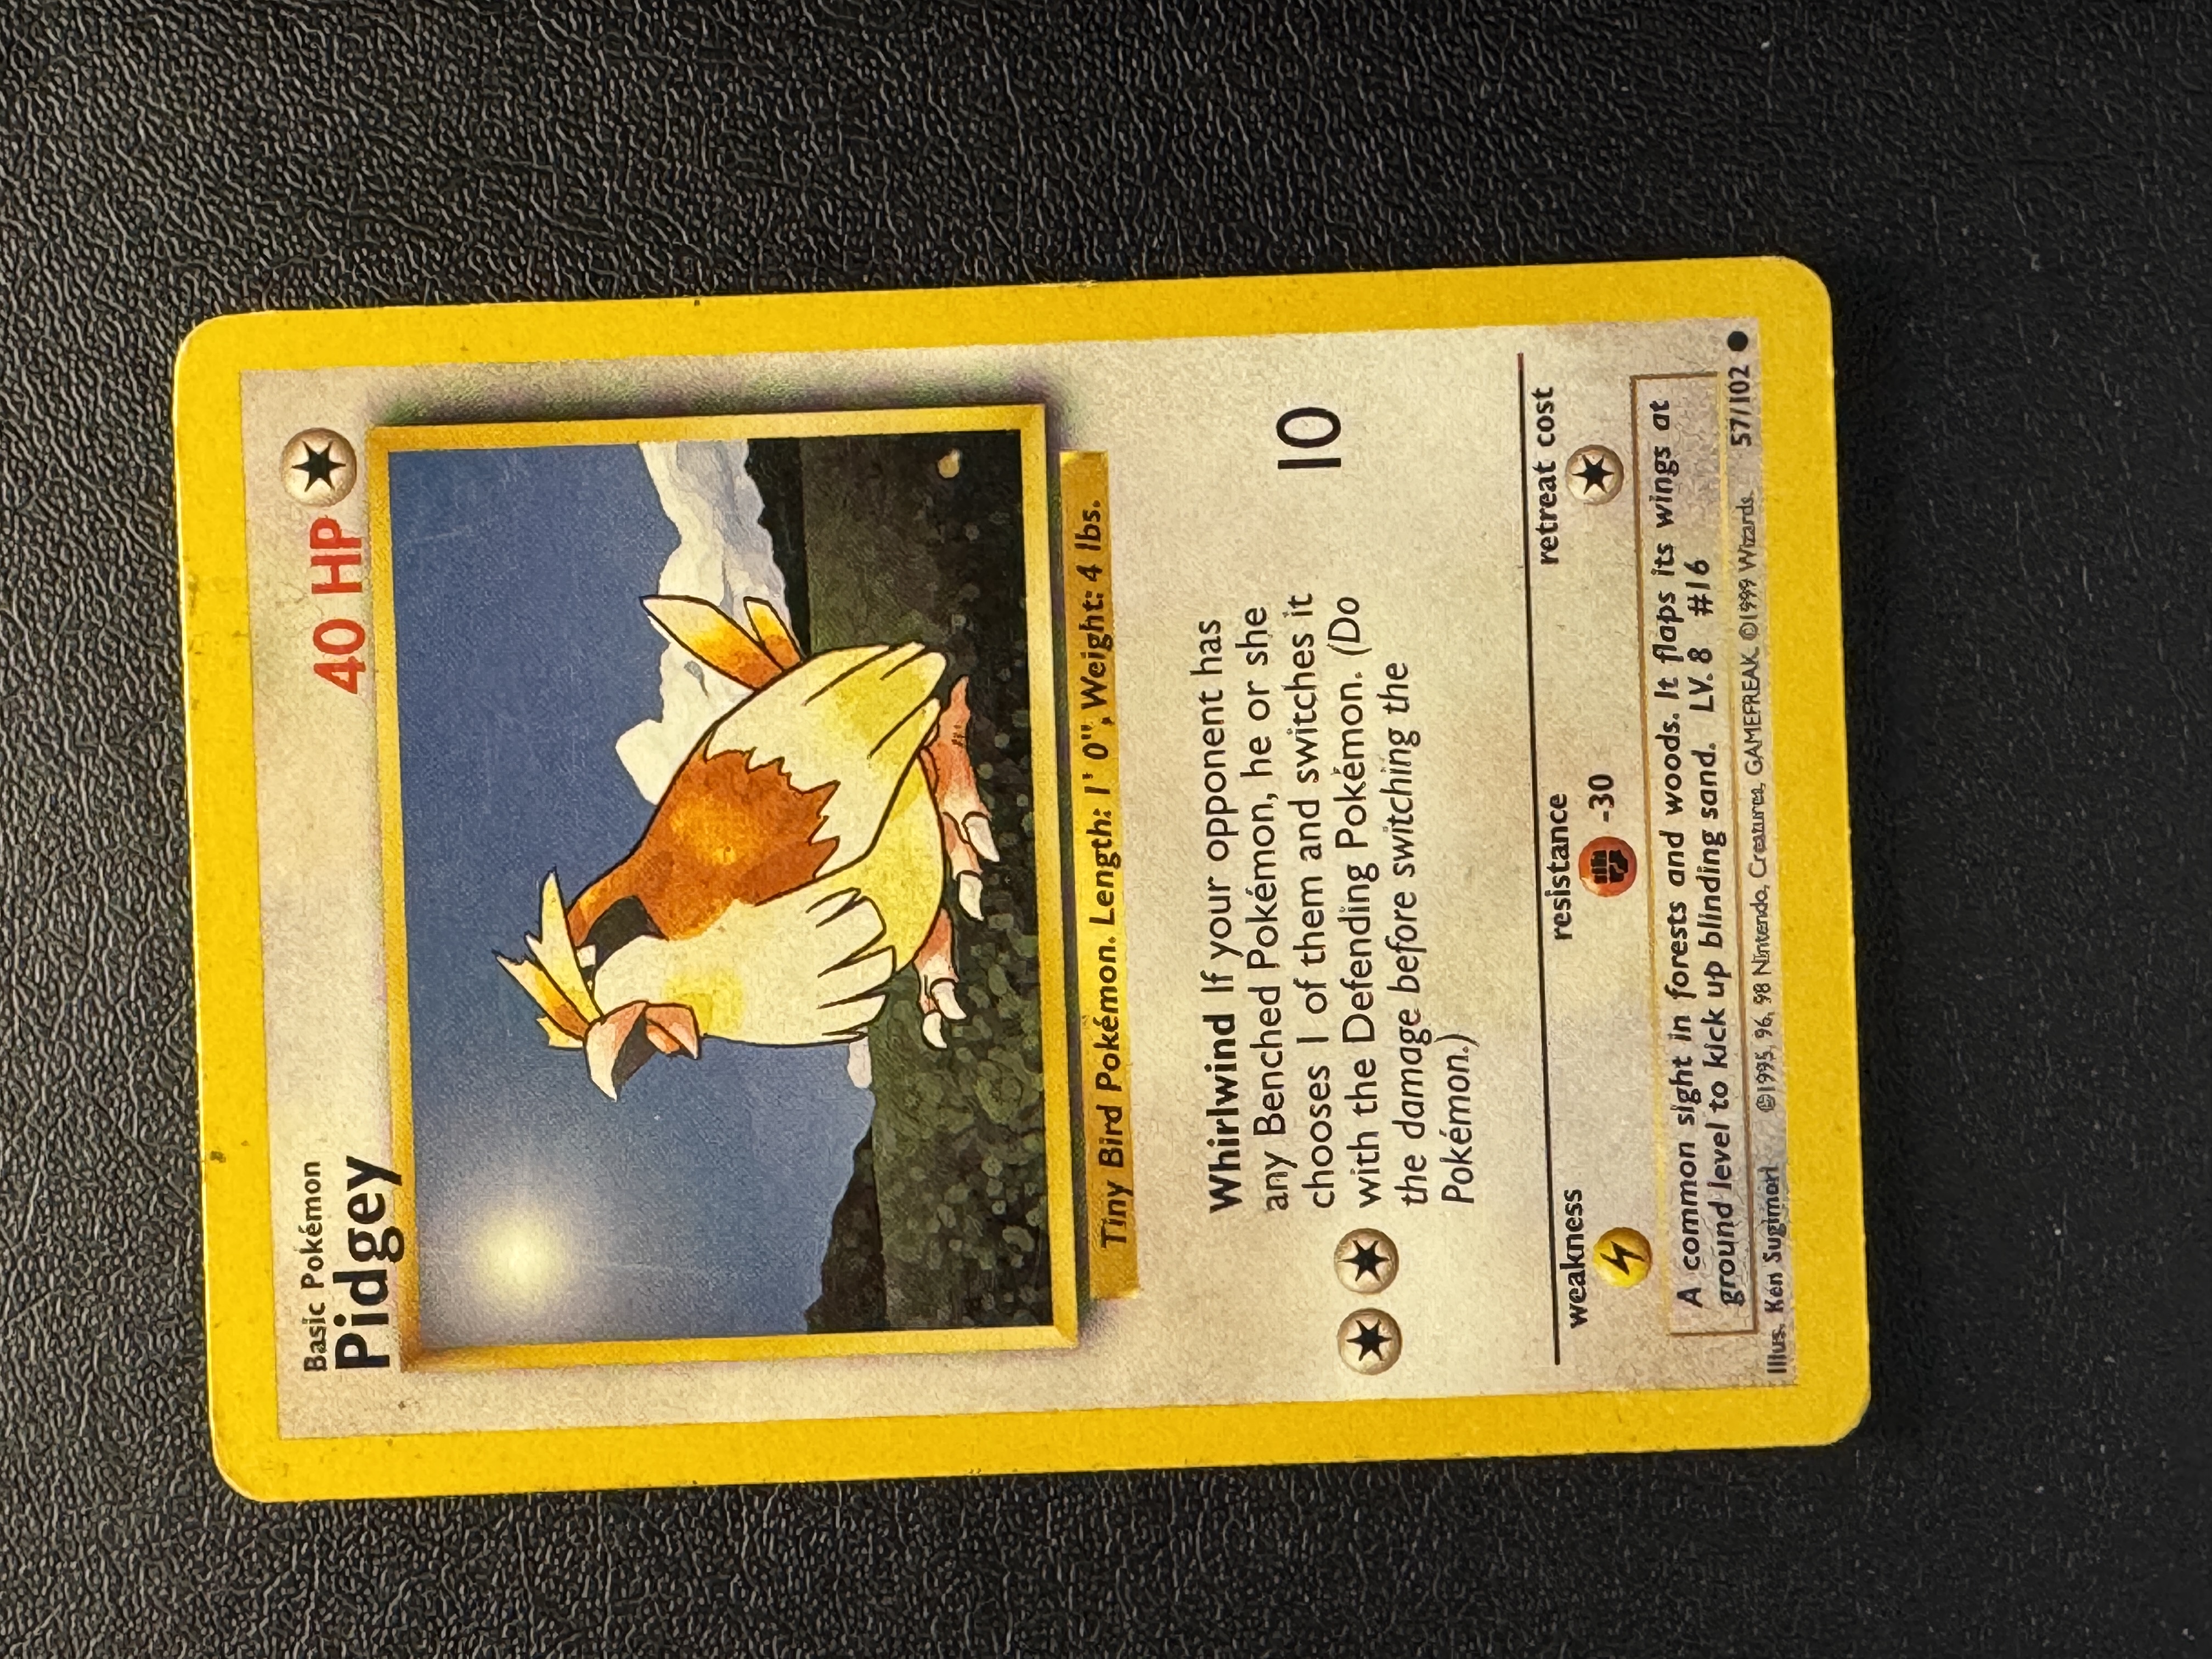 Basic Pokémon
Pidgey
40 HP
Tiny Bird Pokémon. Length: 1' 0", Weight: 4 lbs.
Whirlwind If your opponent has
any Benched Pokémon, he or she
chooses 1 of them and switches it
with the Defending Pokémon. (Do
the damage before switching the
Pokémon.)
10
weakness
resistance
-30
retreat cost
A common sight in forests and woods. It flaps its wings at
ground level to kick up blinding sand. LV. 8 #16
Illus. Ken Sugimori ©1995, 96, 98 Nintendo, Creatures, GAMEFREAK. ©1999 Wizards. 57/102